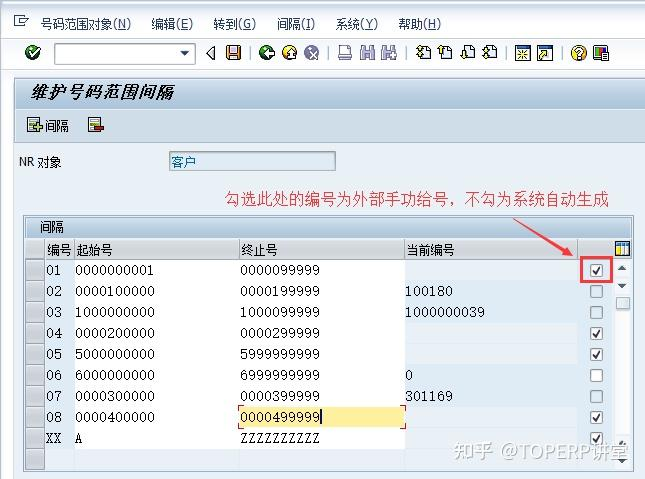 号码范围对象(N) 编辑(E) 转到(G) 间隔(I) 系统(Y) 帮助(H)
维护号码范围间隔
间隔
NR 对象 客户
勾选此处的编号为外部手功给号，不勾为系统自动生成
间隔
编号 起始号 终止号 当前编号
01 0000000001 0000099999
02 0000100000 0000199999 100180
03 1000000000 1000099999 1000000039
04 0000200000 0000299999
05 5000000000 5999999999
06 6000000000 6999999999 0
07 0000300000 0000399999 301169
08 0000400000 0000499999
XX A ZZZZZZZZZZ
知乎 @TOPERP讲堂